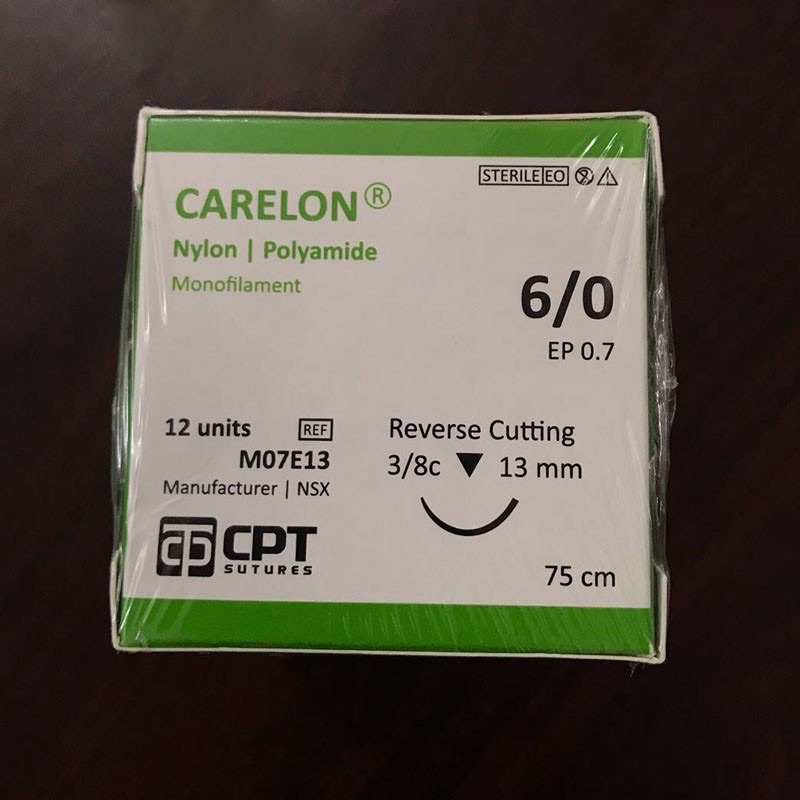 STERILE EO
CARELON®
Nylon | Polyamide
Monofilament
6/0
EP 0.7
12 units REF
M07E13
Manufacturer | NSX
CPT
SUTURES
Reverse Cutting
3/8c ▼ 13 mm
75 cm